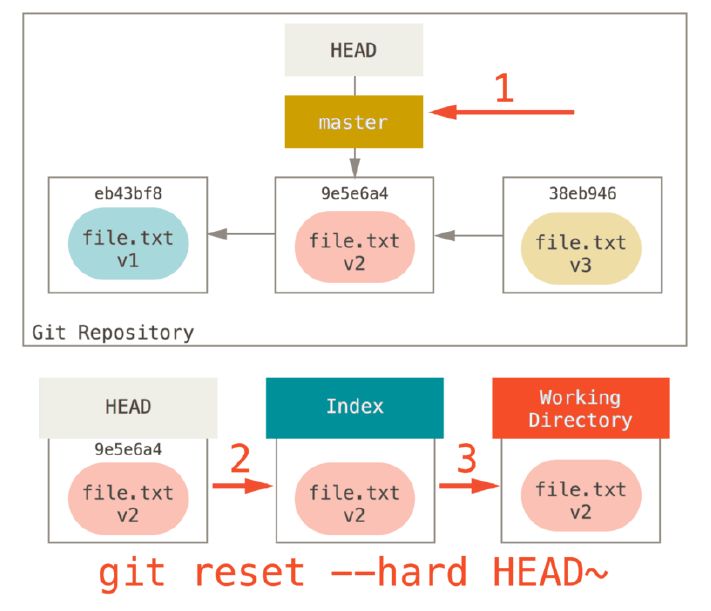 HEAD
1
master
eb43bf8
9e5e6a4
38eb946
file.txt
v1
file.txt
v2
file.txt
v3
Git Repository
HEAD
Index
Working
Directory
9e5e6a4
2
3
file.txt
v2
file.txt
v2
file.txt
v2
git reset --hard HEAD~